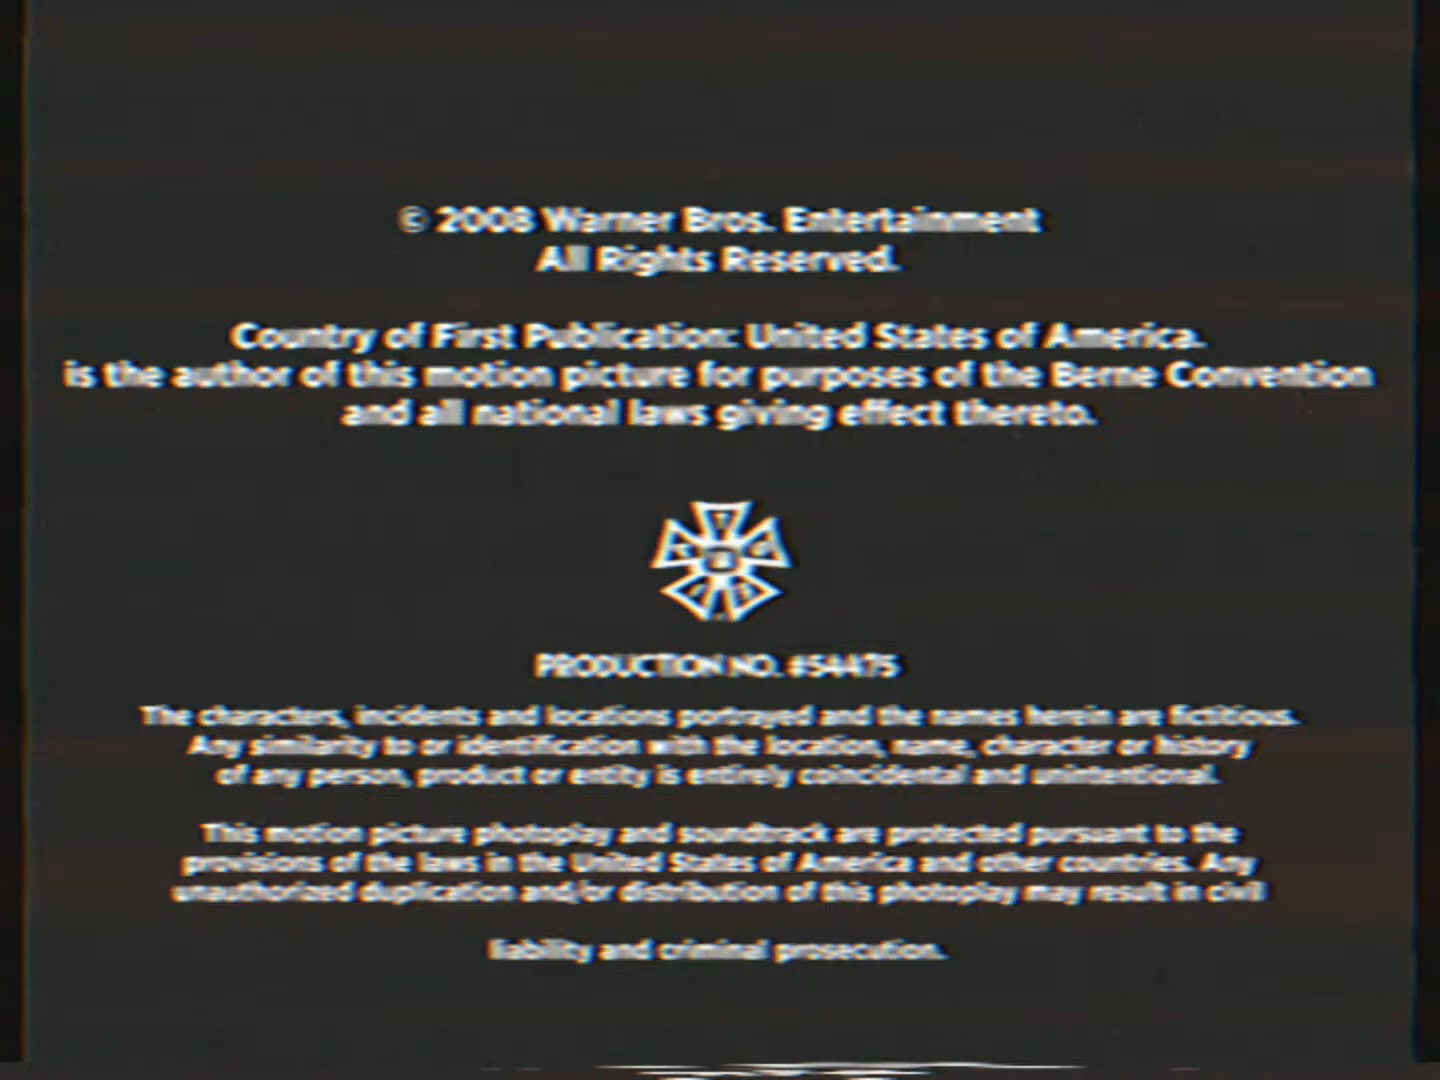 © 2008 Warner Bros. Entertainment
All Rights Reserved.
Country of First Publication: United States of America.
is the author of this motion picture for purposes of the Berne Convention
and all national laws giving effect thereto.
PRODUCTION NO. #54475
The characters, incidents and locations portrayed and the names herein are fictitious.
Any similarity to or identification with the location, name, character or history
of any person, product or entity is entirely coincidental and unintentional.
This motion picture photoplay and soundtrack are protected pursuant to the
provisions of the laws in the United States of America and other countries. Any
unauthorized duplication and/or distribution of this photoplay may result in civil
liability and criminal prosecution.